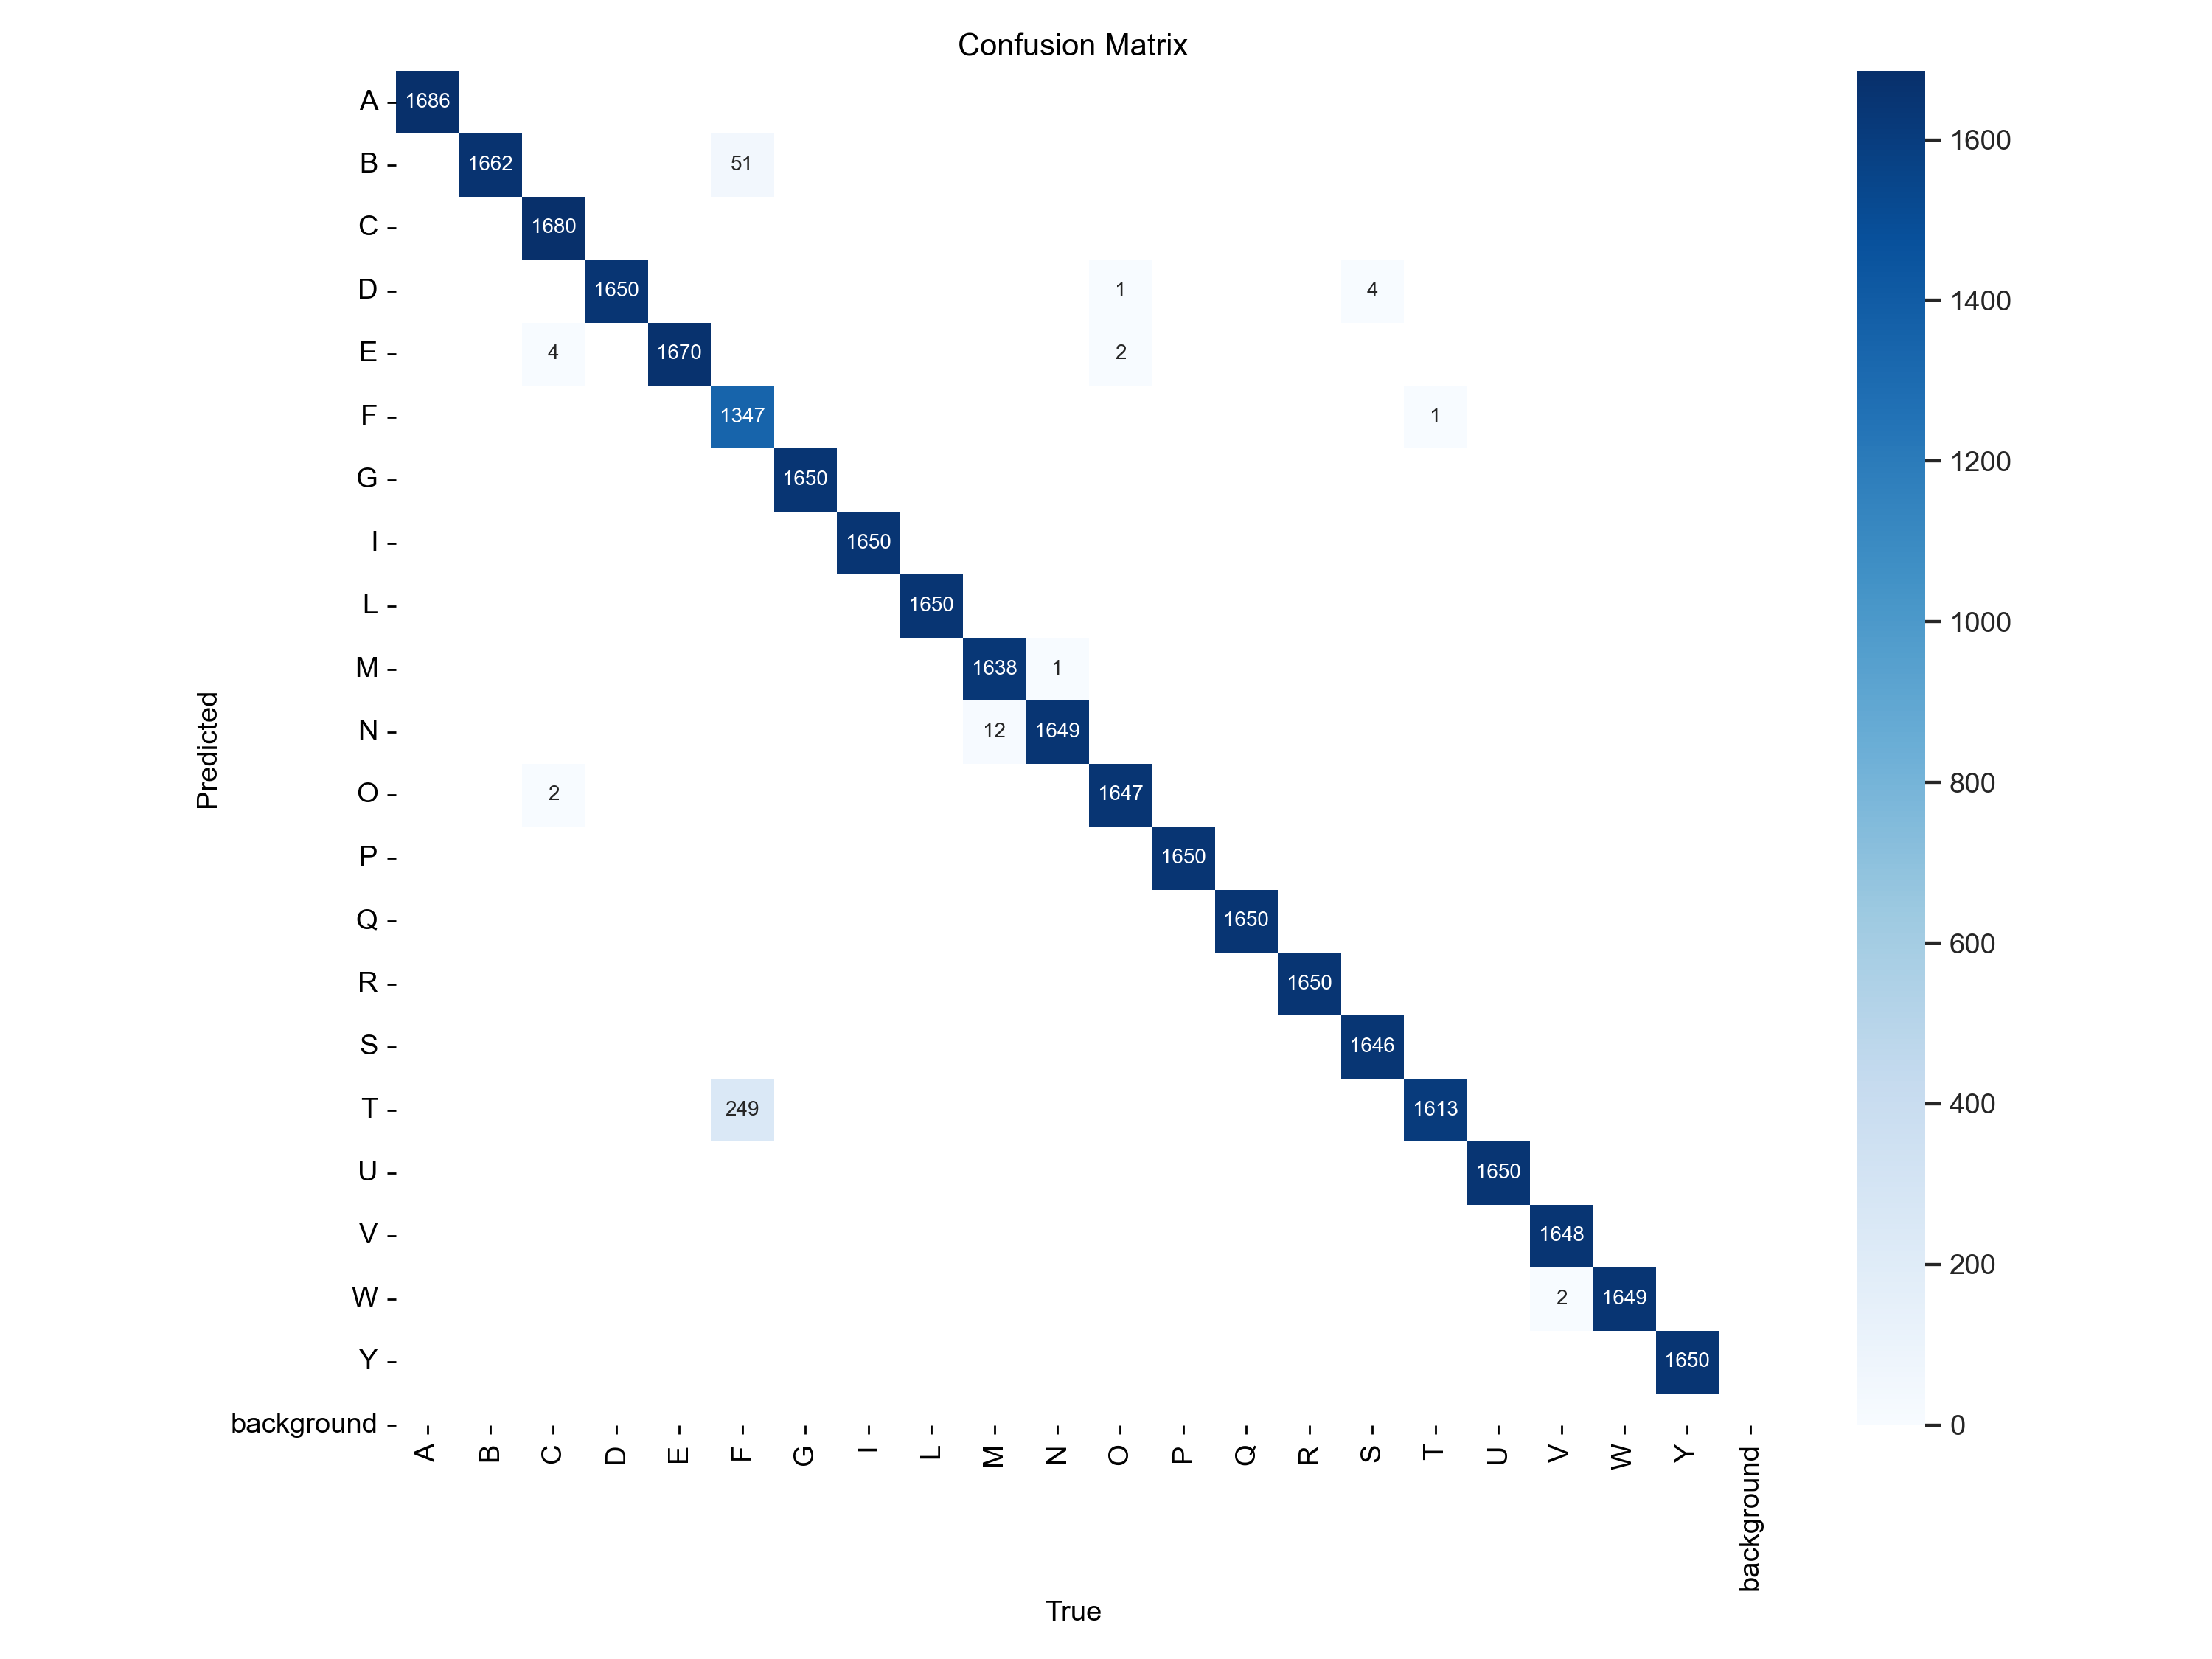 Confusion Matrix
A 1686
B 1662 51
C 1680
D 1650 1 4
E 4 1670 2
F 1347 1
G 1650
I 1650
L 1650
M 1638 1
N 12 1649
O 2 1647
P 1650
Q 1650
R 1650
S 1646
T 249 1613
U 1650
V 1648
W 2 1649
Y 1650
background
Predicted
A B C D E F G I L M N O P Q R S T U V W Y background
True
1600
1400
1200
1000
800
600
400
200
0